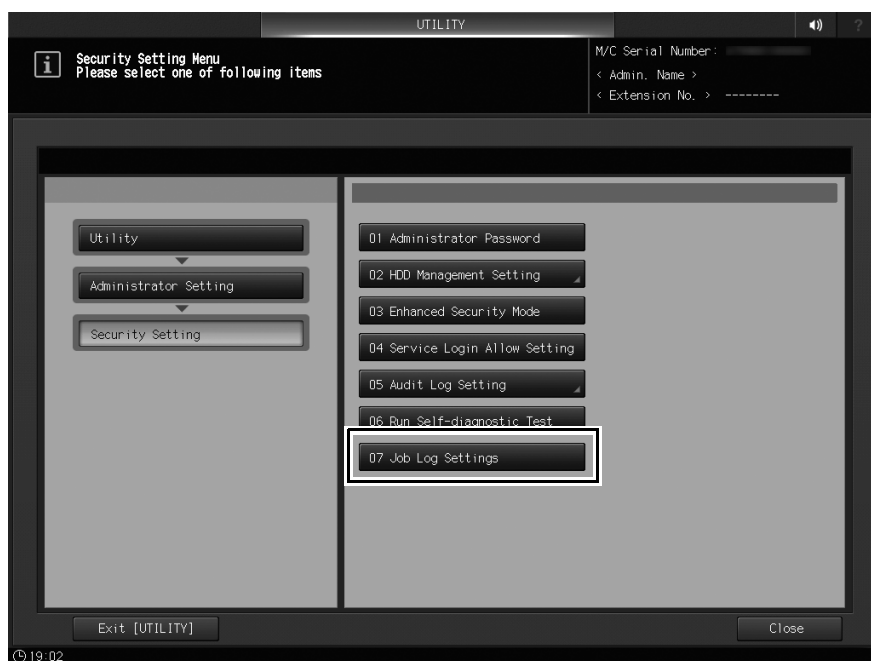 UTILITY
?
Security Setting Menu
Please select one of following items
M/C Serial Number:
< Admin. Name >
< Extension No. > --------
Utility
Administrator Setting
Security Setting
01 Administrator Password
02 HDD Management Setting
03 Enhanced Security Mode
04 Service Login Allow Setting
05 Audit Log Setting
06 Run Self-diagnostic Test
07 Job Log Settings
Exit [UTILITY]
Close
19:02